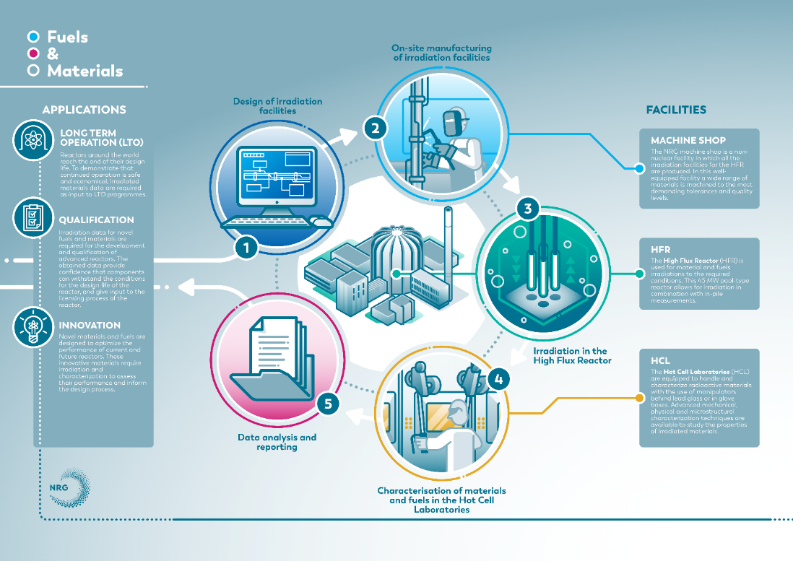 Fuels
&
Materials
APPLICATIONS
LONG TERM
OPERATION (LTO)
Reactors around the world
reach the end of their design
life. To demonstrate that
continued operation is safe
and economical, irradiated
materials data are required
as input to LTO programmes.
QUALIFICATION
Irradiation data for novel
fuels and materials are
required for the development
and qualification of
advanced reactors. The
obtained data provide
confidence that components
can withstand the conditions
for the design life of the
reactor, and give input to the
licensing process of the
reactor.
INNOVATION
Novel materials and fuels are
designed to optimise the
performance of current and
future reactors. These
innovative materials require
irradiation and
characterization to assess
their performance and inform
the design process.
NRG
Design of irradiation
facilities
1
On-site manufacturing
of irradiation facilities
2
3
Irradiation in the
High Flux Reactor
4
Characterisation of materials
and fuels in the Hot Cell
Laboratories
5
Data analysis and
reporting
FACILITIES
MACHINE SHOP
The NRG machine shop is a non-
nuclear facility in which all the
irradiation facilities for the HFR
are produced. In this well-
equipped facility a wide range of
materials is machined to the most
demanding tolerances and quality
levels.
HFR
The High Flux Reactor (HFR) is
used for material and fuels
irradiations to the required
conditions. This 45 MW pool-type
reactor allows for irradiation in
combination with in-pile
measurements.
HCL
The Hot Cell Laboratories (HCL)
are equipped to handle and
characterize radioactive materials
with the use of manipulators
behind lead glass or in glove
boxes. Advanced mechanical,
physical and microstructural
characterization techniques are
available to study the properties
of irradiated materials.